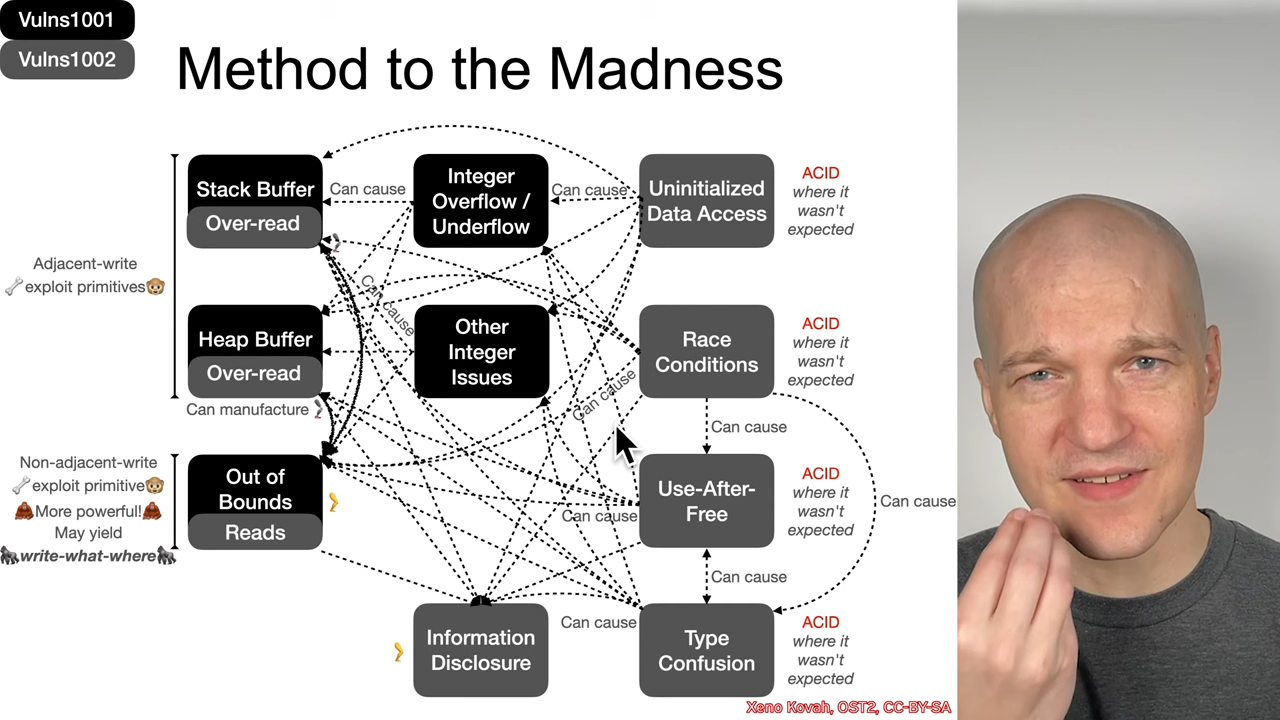 Vulns1001
Vulns1002
Method to the Madness
Stack Buffer
Over-read
Can cause
Integer
Overflow /
Underflow
Can cause
Uninitialized
Data Access
ACID
where it
wasn't
expected
Adjacent-write
exploit primitives
Can cause
Heap Buffer
Over-read
Can manufacture
Other
Integer
Issues
Can cause
Race
Conditions
ACID
where it
wasn't
expected
Can cause
Can cause
Non-adjacent-write
exploit primitive
More powerful!
May yield
write-what-where
Out of
Bounds
Reads
Can cause
Use-After-
Free
ACID
where it
wasn't
expected
Can cause
Information
Disclosure
Can cause
Type
Confusion
ACID
where it
wasn't
expected
Xeno Kovah, OST2, CC-BY-SA